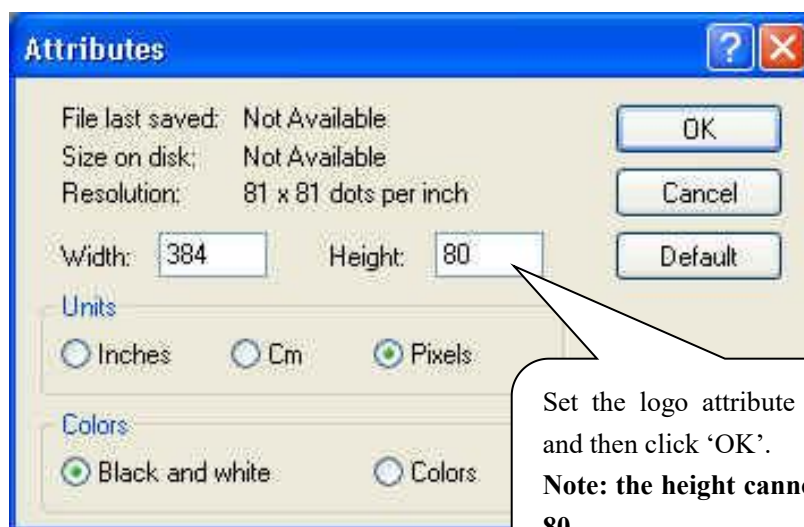 Attributes
File last saved: Not Available
Size on disk: Not Available
Resolution: 81 x 81 dots per inch
OK
Cancel
Default
Width: 384 Height: 80
Units
Inches Cm Pixels
Colors
Black and white Colors
Set the logo attribute
and then click ‘OK’.
Note: the height
80